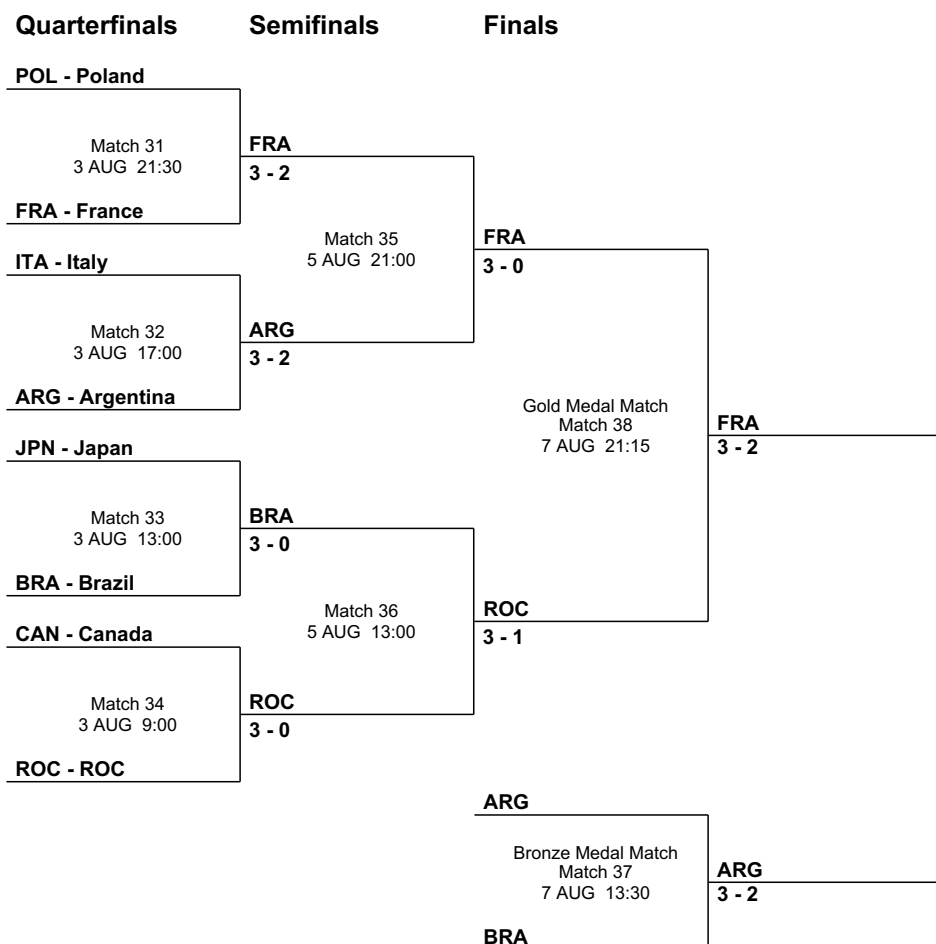 Quarterfinals Semifinals Finals
POL - Poland
Match 31
3 AUG 21:30
FRA - France
ITA - Italy
Match 32
3 AUG 17:00
ARG - Argentina
JPN - Japan
Match 33
3 AUG 13:00
BRA - Brazil
CAN - Canada
Match 34
3 AUG 9:00
ROC - ROC
FRA
3 - 2
Match 35
5 AUG 21:00
ARG
3 - 2
BRA
3 - 0
Match 36
5 AUG 13:00
ROC
3 - 0
FRA
3 - 0
Gold Medal Match
Match 38
7 AUG 21:15
ROC
3 - 1
FRA
3 - 2
ARG
Bronze Medal Match
Match 37
7 AUG 13:30
BRA
ARG
3 - 2